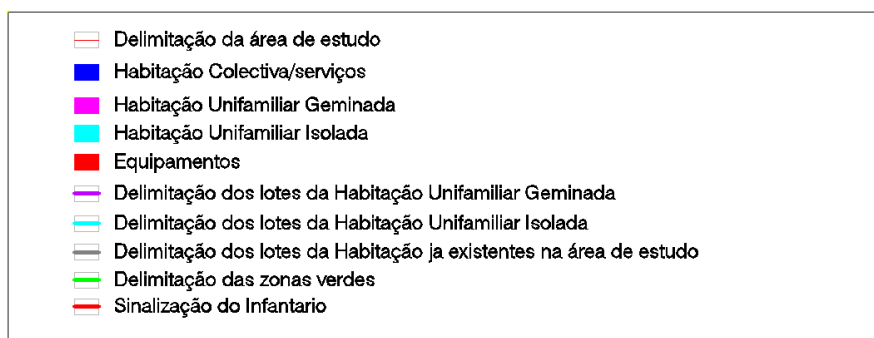 Delimitação da área de estudo
Habitação Colectiva/serviços
Habitação Unifamiliar Geminada
Habitação Unifamiliar Isolada
Equipamentos
Delimitação dos lotes da Habitação Unifamiliar Geminada
Delimitação dos lotes da Habitação Unifamiliar Isolada
Delimitação dos lotes da Habitação ja existentes na área de estudo
Delimitação das zonas verdes
Sinalização do Infantario